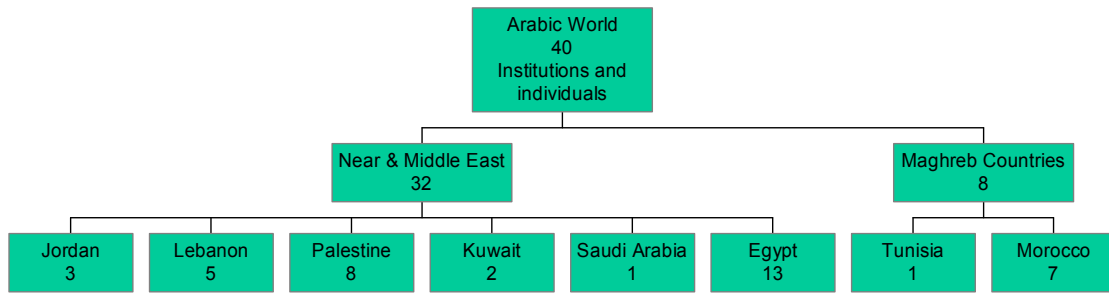 Arabic World
40
Institutions and
individuals
Near & Middle East
32
Maghreb Countries
8
Jordan
3
Lebanon
5
Palestine
8
Kuwait
2
Saudi Arabia
1
Egypt
13
Tunisia
1
Morocco
7